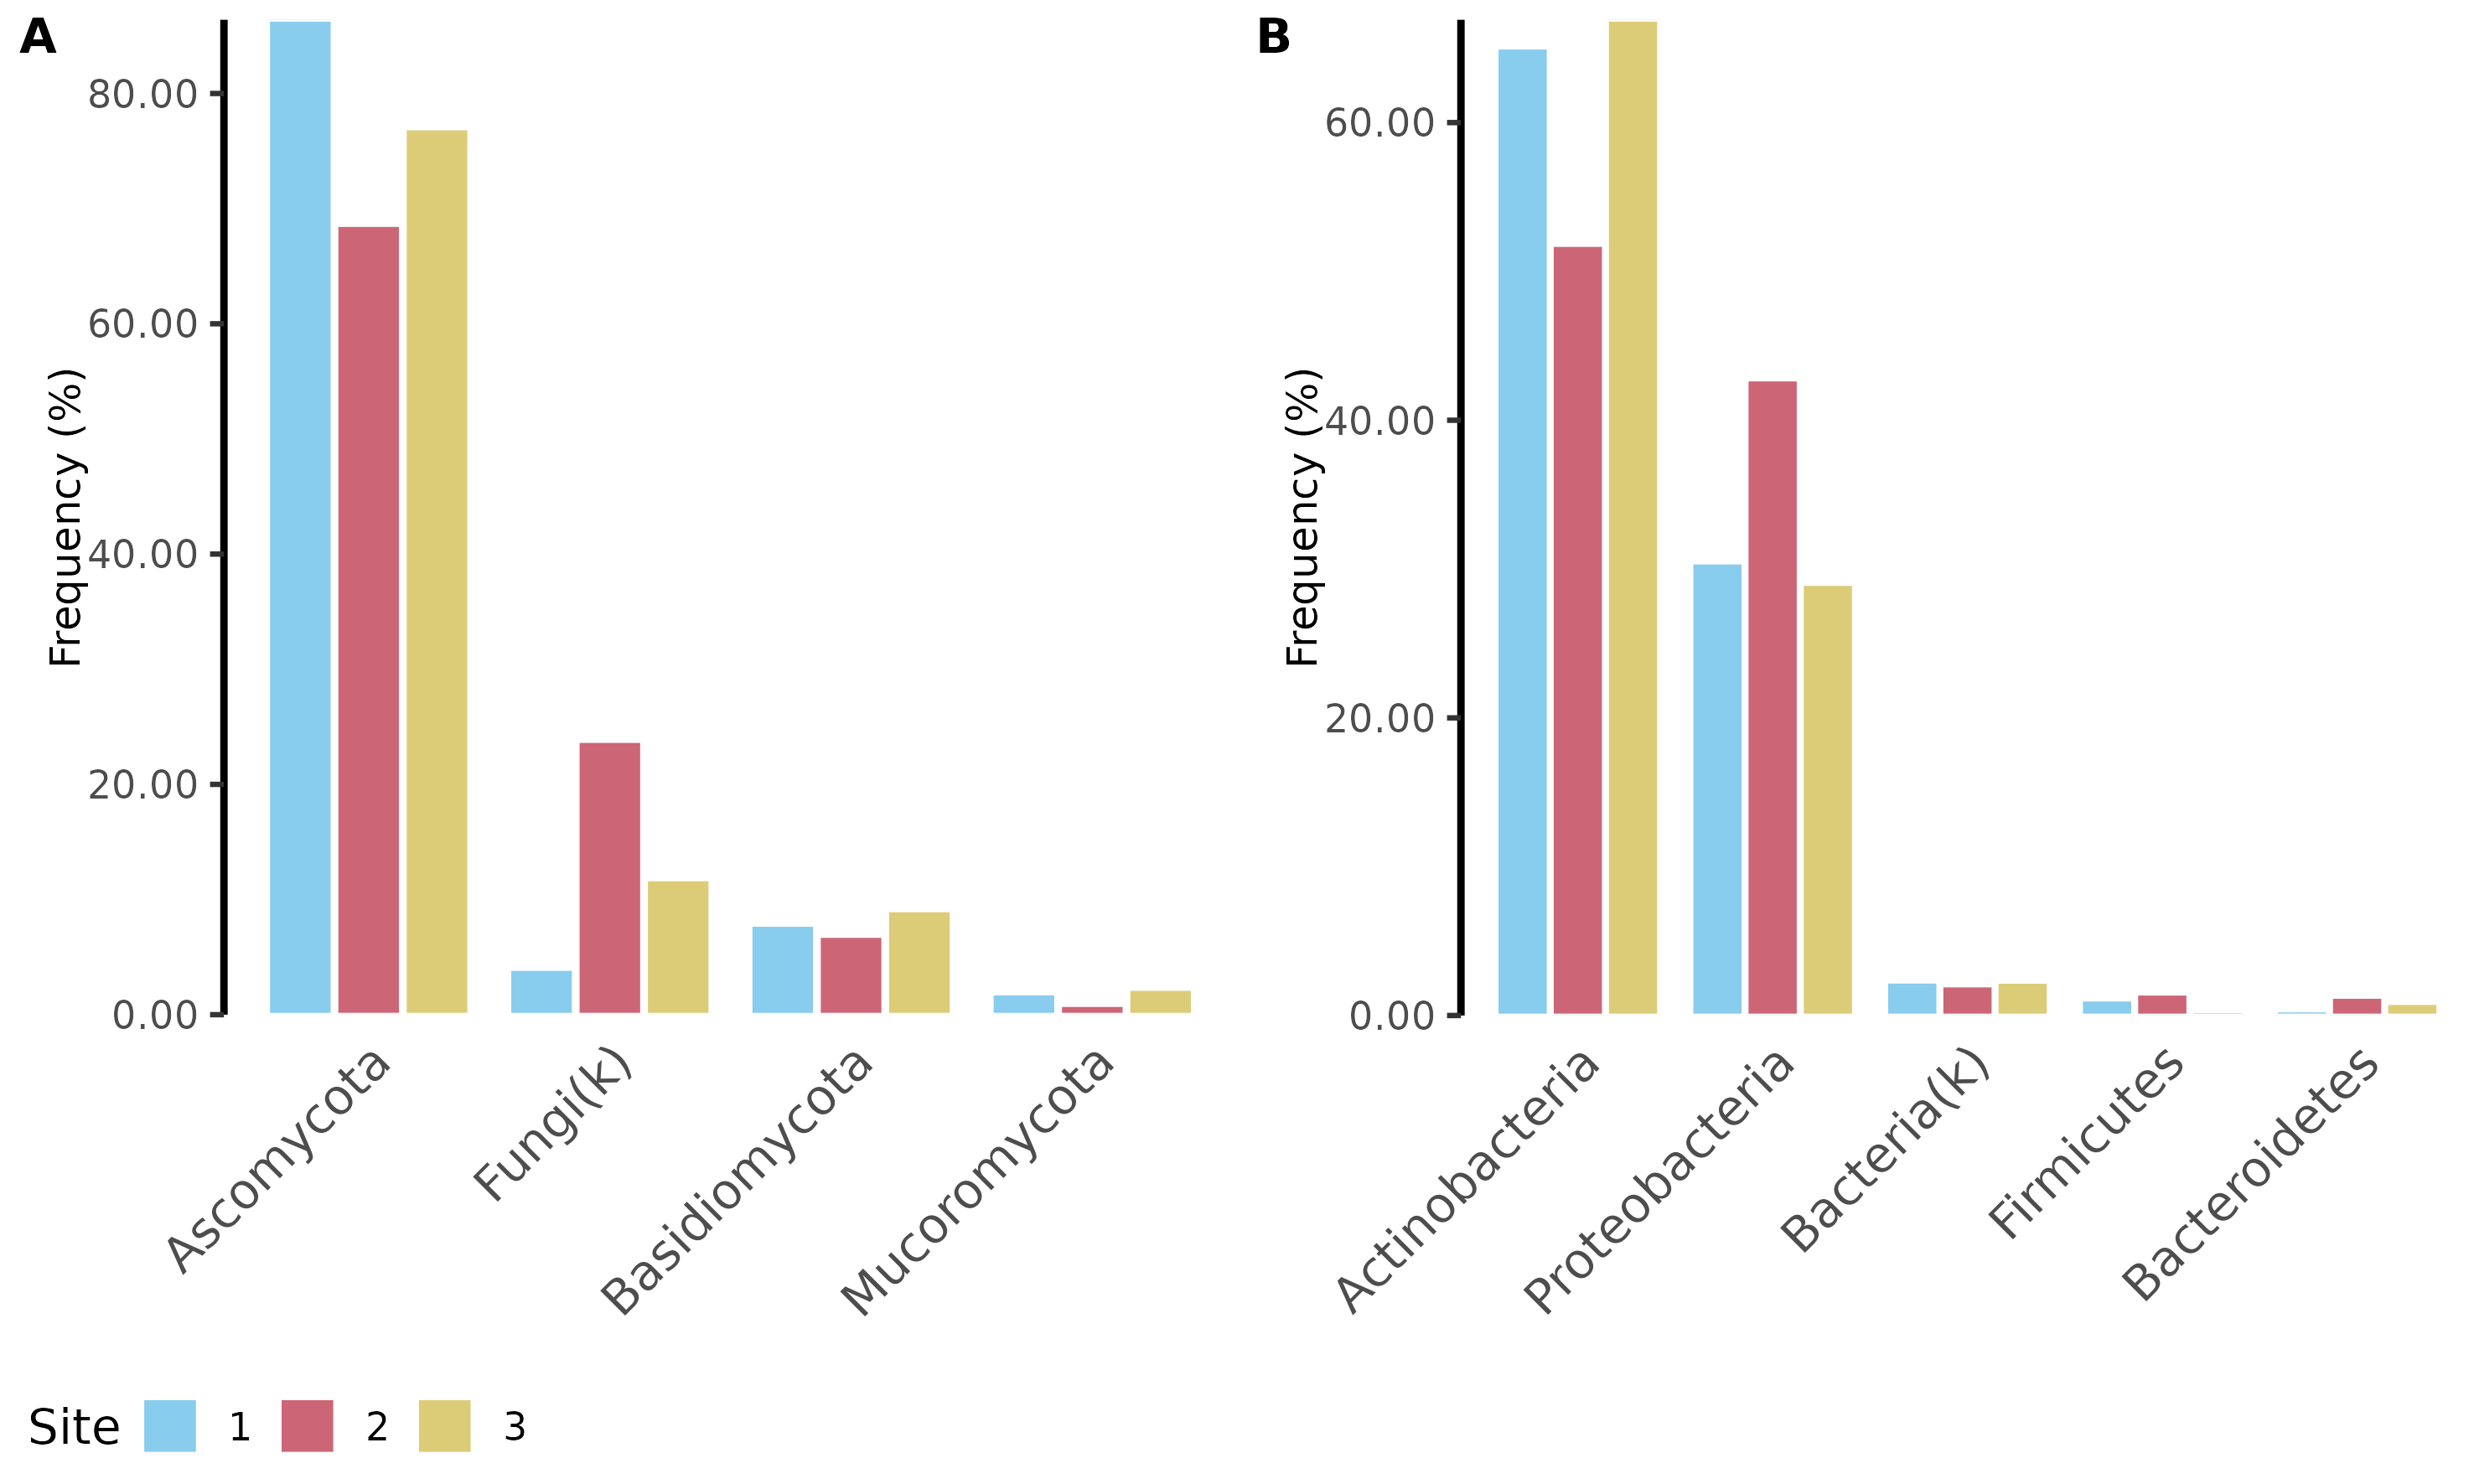 A
80.00
60.00
40.00
20.00
0.00
Frequency (%)
Ascomycota
Fungi(k)
Basidiomycota
Mucoromycota
B
60.00
40.00
20.00
0.00
Frequency (%)
Actinobacteria
Proteobacteria
Bacteria(k)
Firmicutes
Bacteroidetes
Site 1 2 3